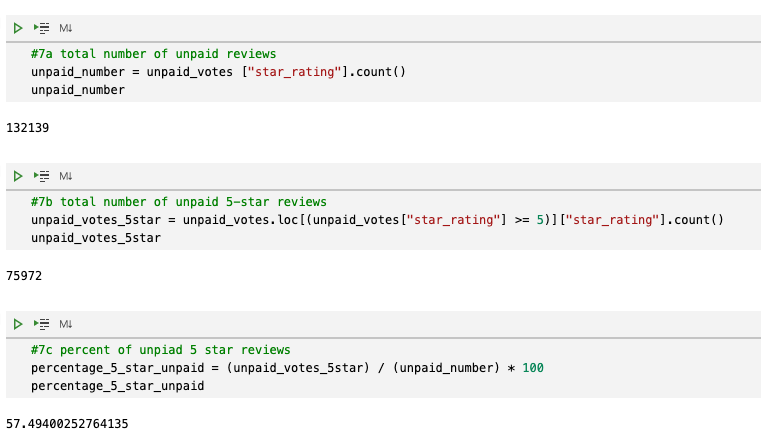 M↓
#7a total number of unpaid reviews
unpaid_number = unpaid_votes ["star_rating"].count()
unpaid_number
132139
M↓
#7b total number of unpaid 5-star reviews
unpaid_votes_5star = unpaid_votes.loc[(unpaid_votes["star_rating"] >= 5)]["star_rating"].count()
unpaid_votes_5star
75972
M↓
#7c percent of unpiad 5 star reviews
percentage_5_star_unpaid = (unpaid_votes_5star) / (unpaid_number) * 100
percentage_5_star_unpaid
57.49400252764135